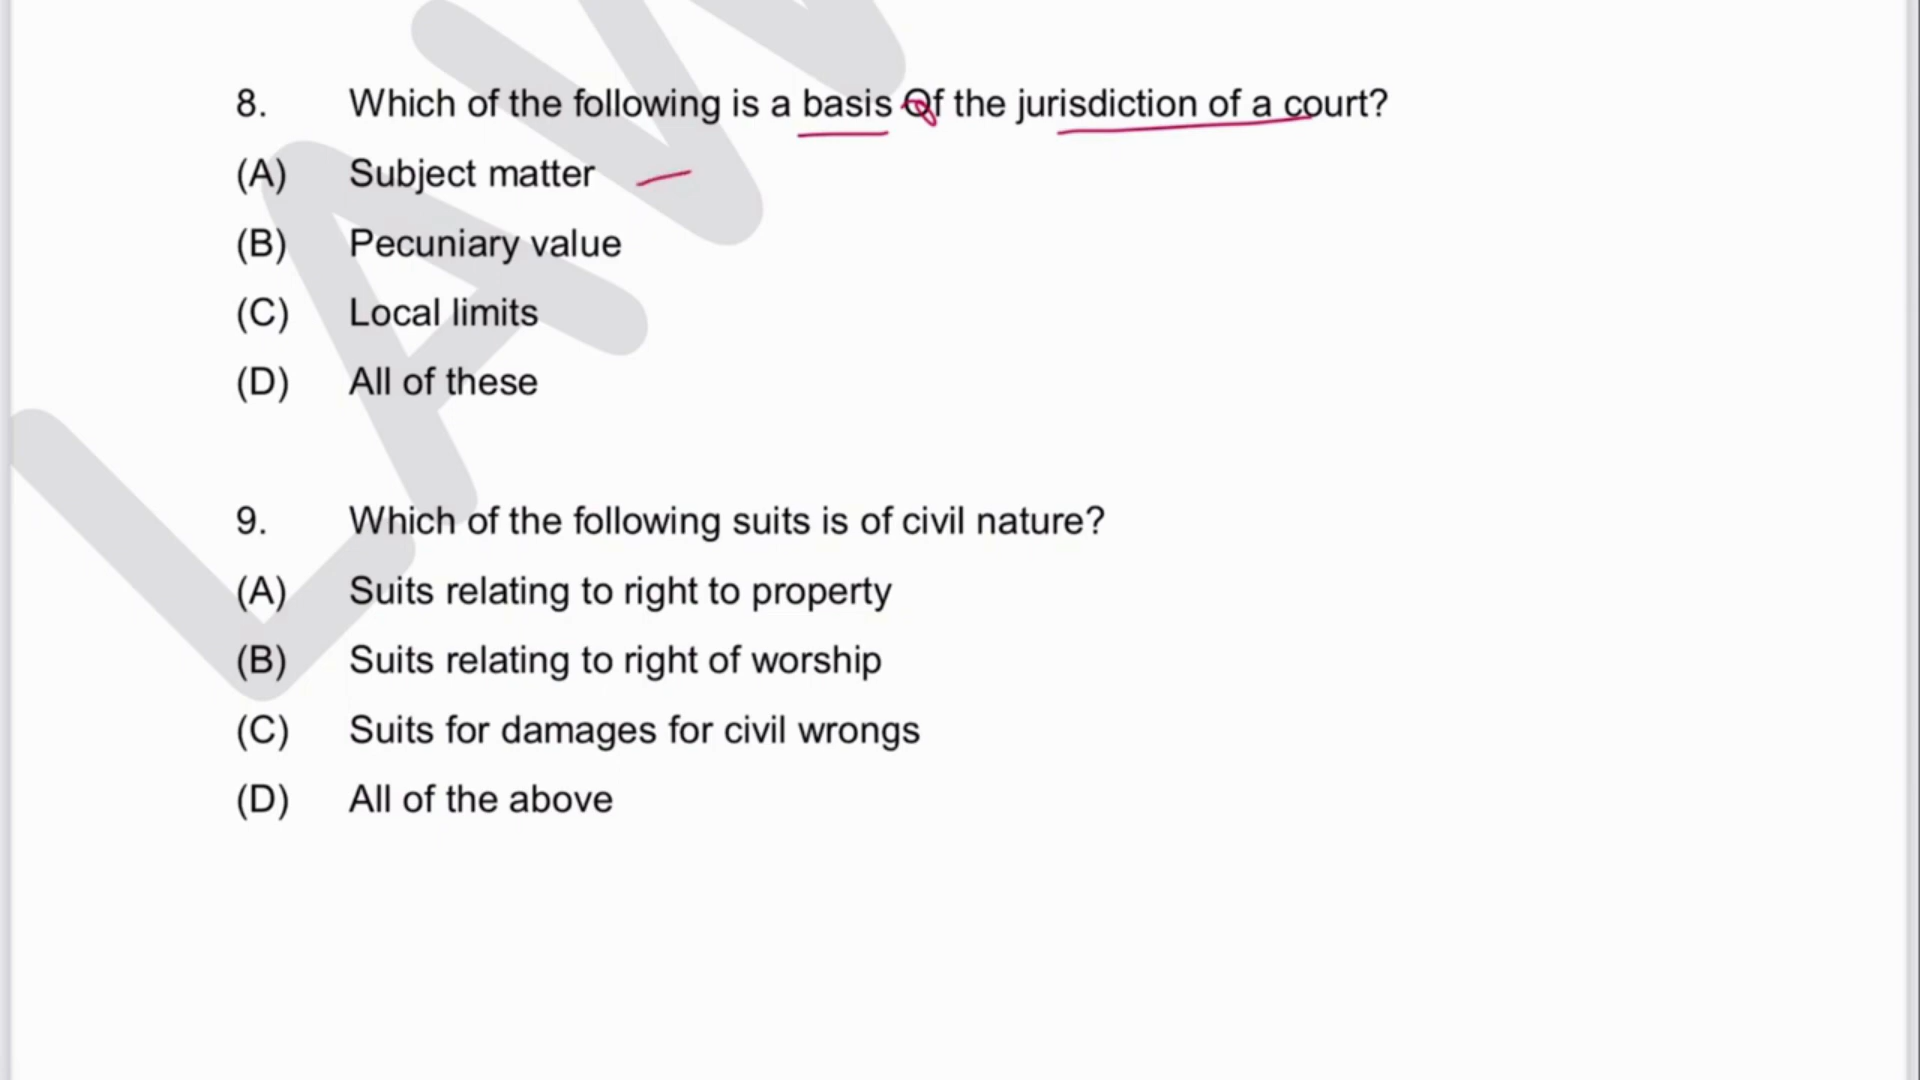 8. Which of the following is a basis Of the jurisdiction of a court?
(A) Subject matter
(B) Pecuniary value
(C) Local limits
(D) All of these
9. Which of the following suits is of civil nature?
(A) Suits relating to right to property
(B) Suits relating to right of worship
(C) Suits for damages for civil wrongs
(D) All of the above
LAW